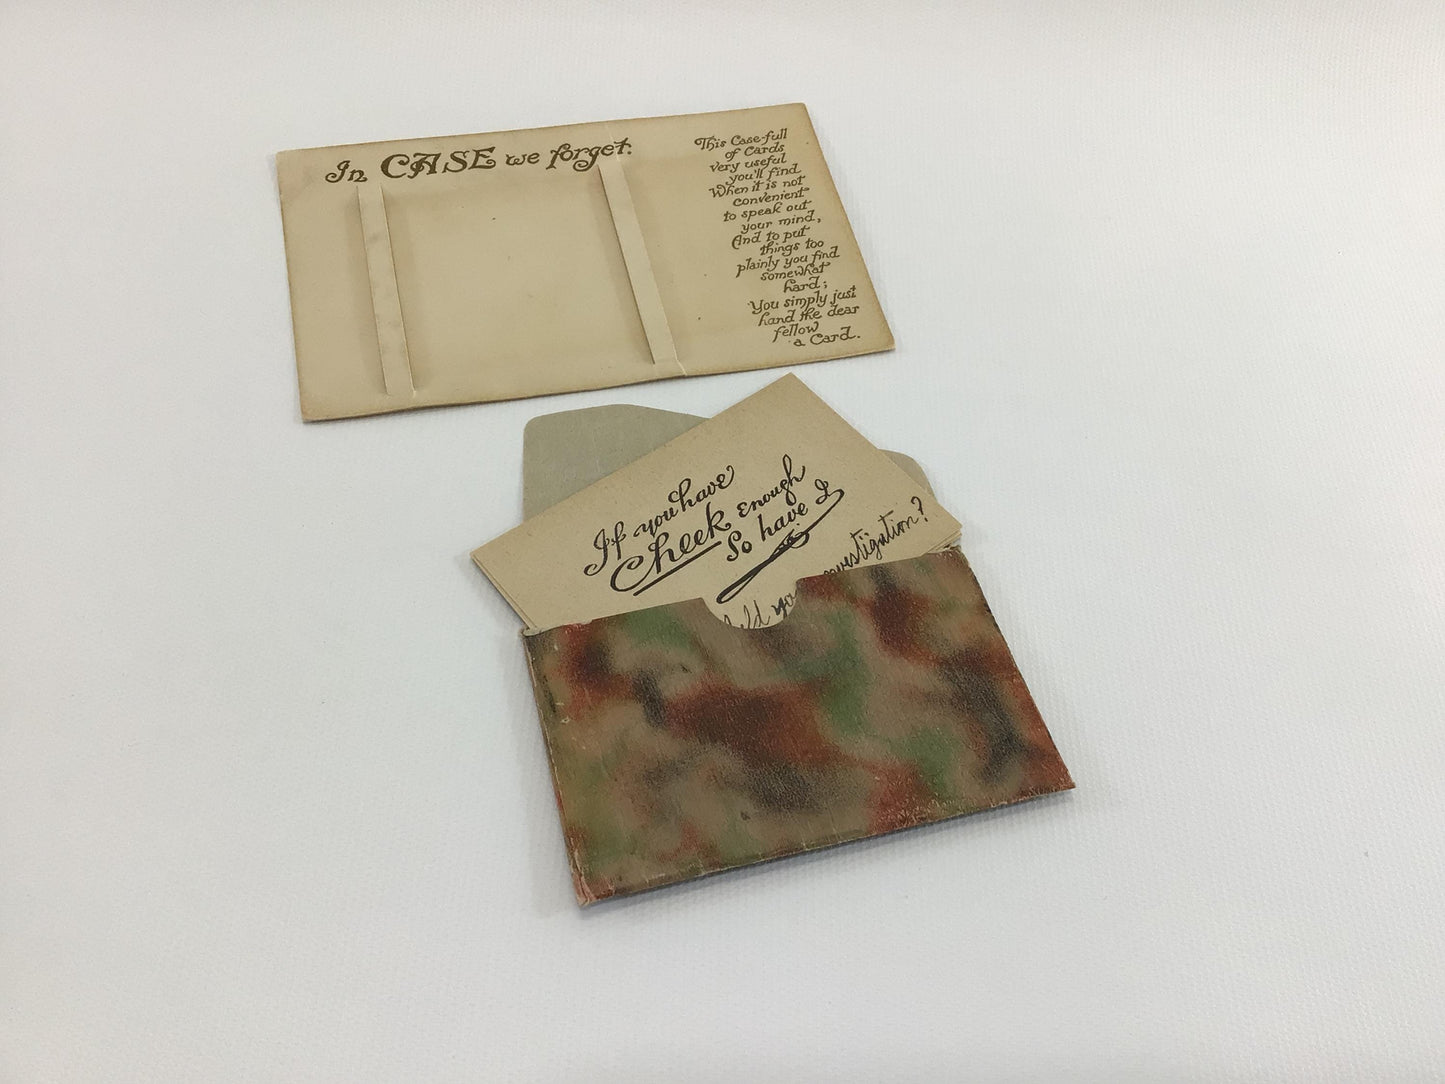 In CASE we forget:
This Case-full
of Cards
very useful
you'll find
When it is not
convenient
to speak out
your mind,
And to put
things too
plainly you find
somewhat
hard;
You simply just
hand the dear
fellow
a Card.
If you have
Cheek enough
So have I
investigation?